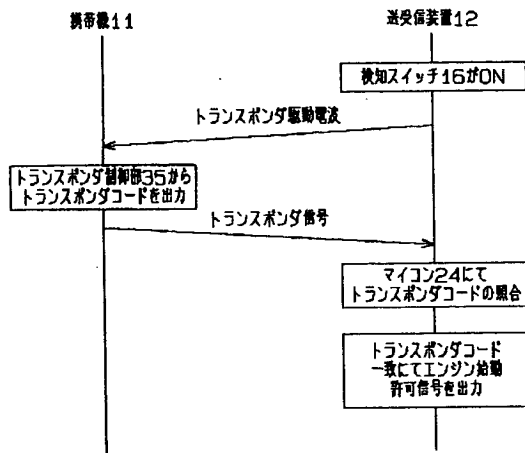 携帯機11
送受信装置12
検知スイッチ16がON
トランスポンダ駆動電波
トランスポンダ制御部35から
トランスポンダコードを出力
トランスポンダ信号
マイコン24にて
トランスポンダコードの照合
トランスポンダコード
一致にてエンジン始動
許可信号を出力